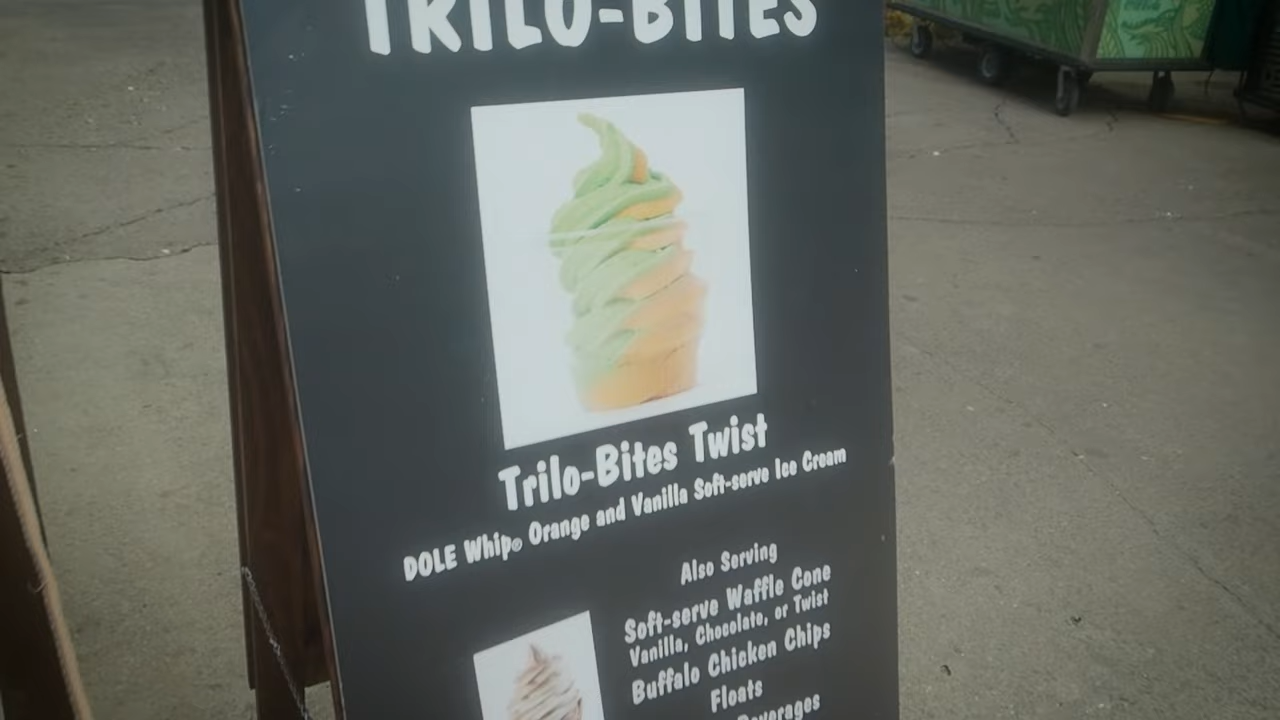 TRILO-BITES
Trilo-Bites Twist
DOLE Whip® Orange and Vanilla Soft-serve Ice Cream
Also Serving
Soft-serve Waffle Cone
Vanilla, Chocolate, or Twist
Buffalo Chicken Chips
Floats
Beverages